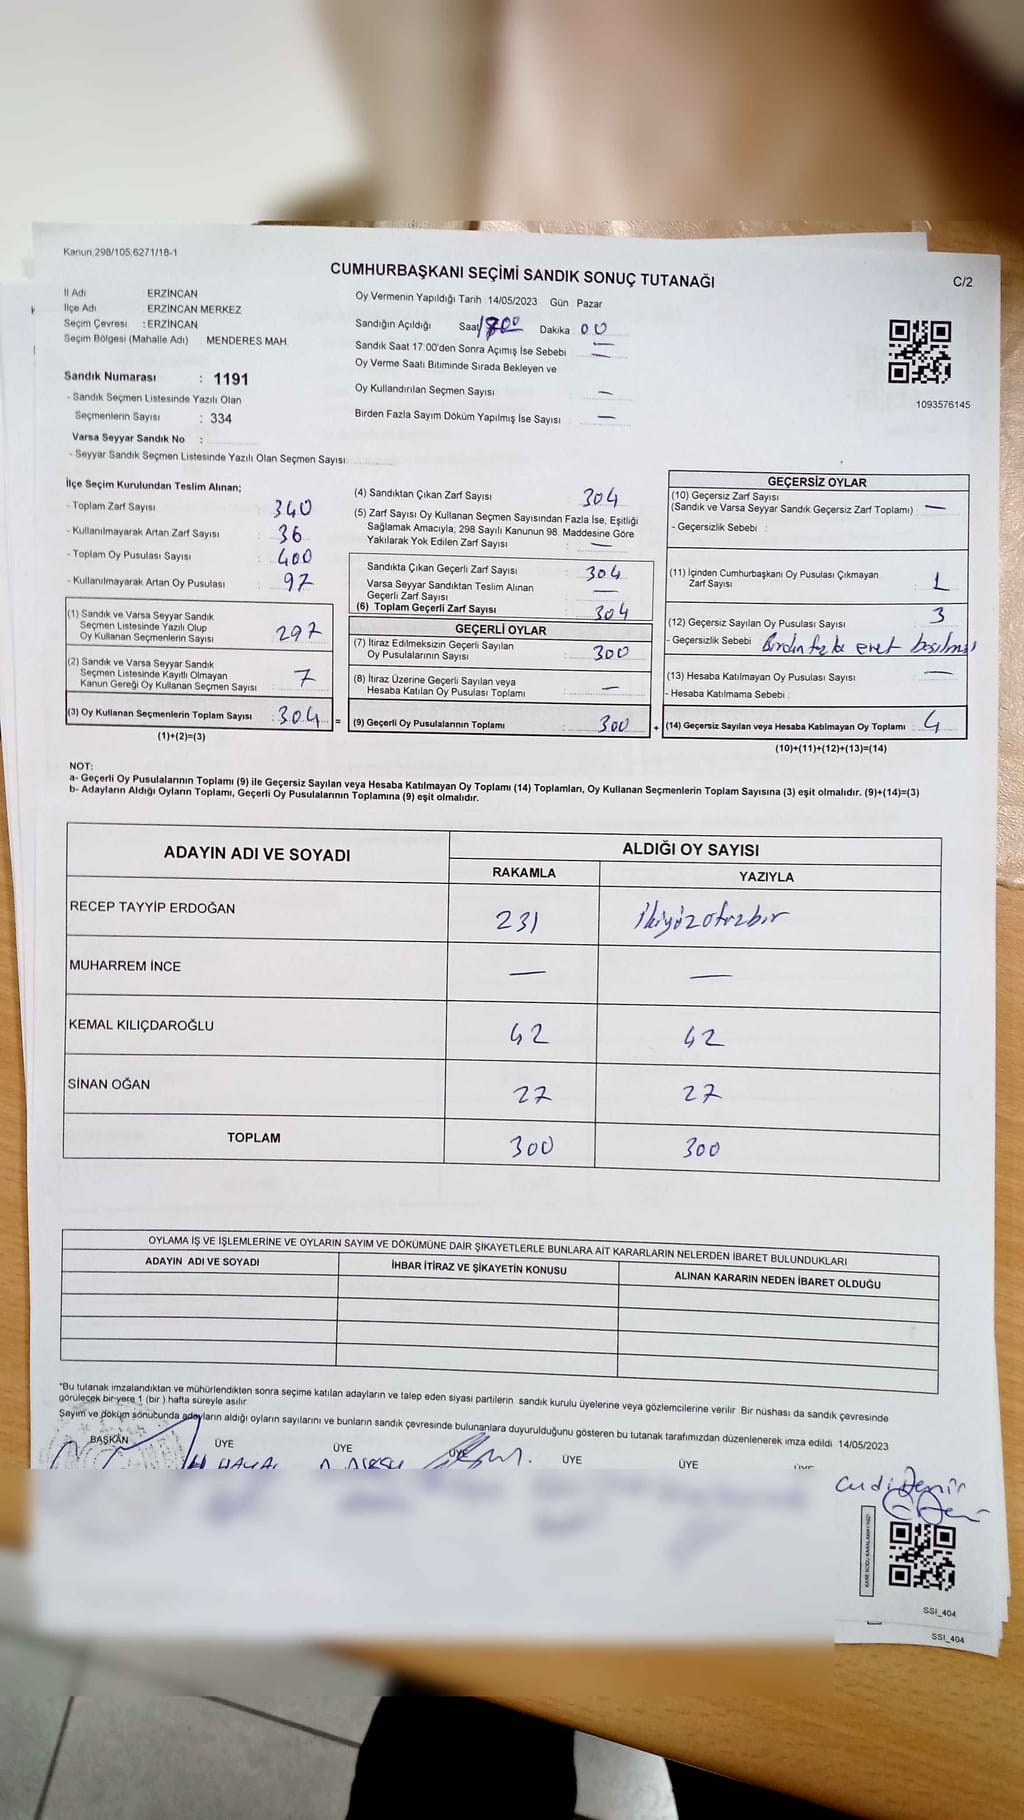 Kanun.298/105,6271/18-1
CUMHURBAŞKANI SEÇİMİ SANDIK SONUÇ TUTANAĞI
C/2
İl Adı ERZİNCAN
İlçe Adı : ERZİNCAN MERKEZ
Seçim Çevresi : ERZİNCAN
Seçim Bölgesi (Mahalle Adı) MENDERES MAH.
Sandık Numarası : 1191
- Sandık Seçmen Listesinde Yazılı Olan
Seçmenlerin Sayısı : 334
Varsa Seyyar Sandık No :
- Seyyar Sandık Seçmen Listesinde Yazılı Olan Seçmen Sayısı:
Oy Vermenin Yapıldığı Tarih 14/05/2023 Gün Pazar
Sandığın Açıldığı Saat Dakika 00
Sandık Saat 17:00'den Sonra Açımış İse Sebebi : —
Oy Verme Saati Bitiminde Sırada Bekleyen ve
Oy Kullandırılan Seçmen Sayısı : —
Birden Fazla Sayım Döküm Yapılmış İse Sayısı : —
1093576145
İlçe Seçim Kurulundan Teslim Alınan;
- Toplam Zarf Sayısı : 340
- Kullanılmayarak Artan Zarf Sayısı : 36
- Toplam Oy Pusulası Sayısı : 400
- Kullanılmayarak Artan Oy Pusulası : 97
(1) Sandık ve Varsa Seyyar Sandık
Seçmen Listesinde Yazılı Olup
Oy Kullanan Seçmenlerin Sayısı : 297
(2) Sandık ve Varsa Seyyar Sandık
Seçmen Listesinde Kayıtlı Olmayan
Kanun Gereği Oy Kullanan Seçmen Sayısı : 7
(3) Oy Kullanan Seçmenlerin Toplam Sayısı : 304 =
(1)+(2)=(3)
(4) Sandıktan Çıkan Zarf Sayısı 304
(5) Zarf Sayısı Oy Kullanan Seçmen Sayısından Fazla İse, Eşitliği
Sağlamak Amacıyla, 298 Sayılı Kanunun 98. Maddesine Göre
Yakılarak Yok Edilen Zarf Sayısı : —
Sandıkta Çıkan Geçerli Zarf Sayısı : 304
Varsa Seyyar Sandıktan Teslim Alınan
Geçerli Zarf Sayısı : —
(6) Toplam Geçerli Zarf Sayısı : 304
GEÇERLİ OYLAR
(7) İtiraz Edilmeksizin Geçerli Sayılan
Oy Pusulalarının Sayısı : 300
(8) İtiraz Üzerine Geçerli Sayılan veya
Hesaba Katılan Oy Pusulası Toplamı : —
(9) Geçerli Oy Pusulalarının Toplamı : 300 +
GEÇERSİZ OYLAR
(10) Geçersiz Zarf Sayısı
(Sandık ve Varsa Seyyar Sandık Geçersiz Zarf Toplamı) : —
- Geçersizlik Sebebi :
(11) İçinden Cumhurbaşkanı Oy Pusulası Çıkmayan
Zarf Sayısı : 1
(12) Geçersiz Sayılan Oy Pusulası Sayısı : 3
- Geçersizlik Sebebi : Birdin fazla evet
(13) Hesaba Katılmayan Oy Pusulası Sayısı : —
- Hesaba Katılmama Sebebi :
(14) Geçersiz Sayılan veya Hesaba Katılmayan Oy Toplamı : 4
(10)+(11)+(12)+(13)=(14)
NOT:
a- Geçerli Oy Pusulalarının Toplamı (9) ile Geçersiz Sayılan veya Hesaba Katılmayan Oy Toplamı (14) Toplamları, Oy Kullanan Seçmenlerin Toplam Sayısına (3) eşit olmalıdır. (9)+(14)=(3)
b- Adayların Aldığı Oyların Toplamı, Geçerli Oy Pusulalarının Toplamına (9) eşit olmalıdır.
ADAYIN ADI VE SOYADI ALDIĞI OY SAYISI
RAKAMLA YAZIYLA
RECEP TAYYİP ERDOĞAN 231 İkiyüzotuzbir
MUHARREM İNCE — —
KEMAL KILIÇDAROĞLU 42 42
SİNAN OĞAN 27 27
TOPLAM 300 300
OYLAMA İŞ VE İŞLEMLERİNE VE OYLARIN SAYIM VE DÖKÜMÜNE DAİR ŞİKAYETLERLE BUNLARA AİT KARARLARIN NELERDEN İBARET BULUNDUKLARI
ADAYIN ADI VE SOYADI İHBAR İTİRAZ VE ŞİKAYETİN KONUSU ALINAN KARARIN NEDEN İBARET OLDUĞU
*Bu tutanak imzalandıktan ve mühürlendikten sonra seçime katılan adayların ve talep eden siyasi partilerin sandık kurulu üyelerine veya gözlemcilerine verilir. Bir nüshası da sandık çevresinde
görülecek bir yere 1 (bir ) hafta süreyle asılır.
Sayım ve döküm sonucunda adayların aldığı oyların sayılarını ve bunların sandık çevresinde bulunanlara duyurulduğunu gösteren bu tutanak tarafımızdan düzenlenerek imza edildi. 14/05/2023
BAŞKAN ÜYE ÜYE ÜYE ÜYE ÜYE
Cudi Demir
SSI_404
SSI_404